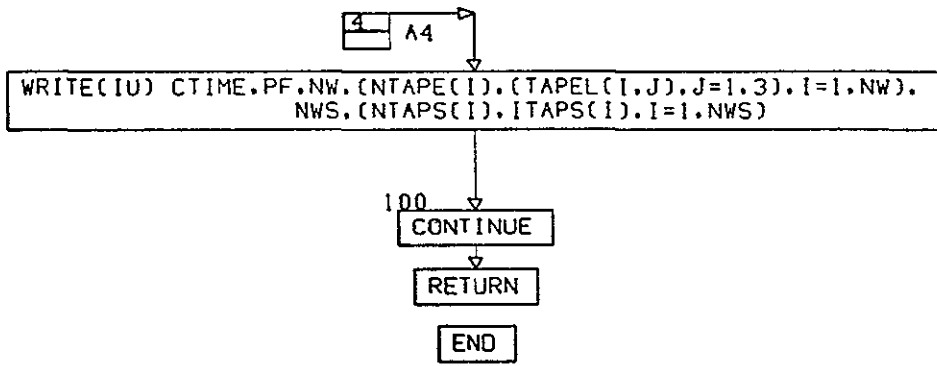 4 A4
WRITE(IU) CTIME.PF.NW.(NTAPE(I).(TAPEL(I.J).J=1.3).I=1.NW).
NWS.(NTAPS(I).ITAPS(I).I=1.NWS)
100
CONTINUE
RETURN
END